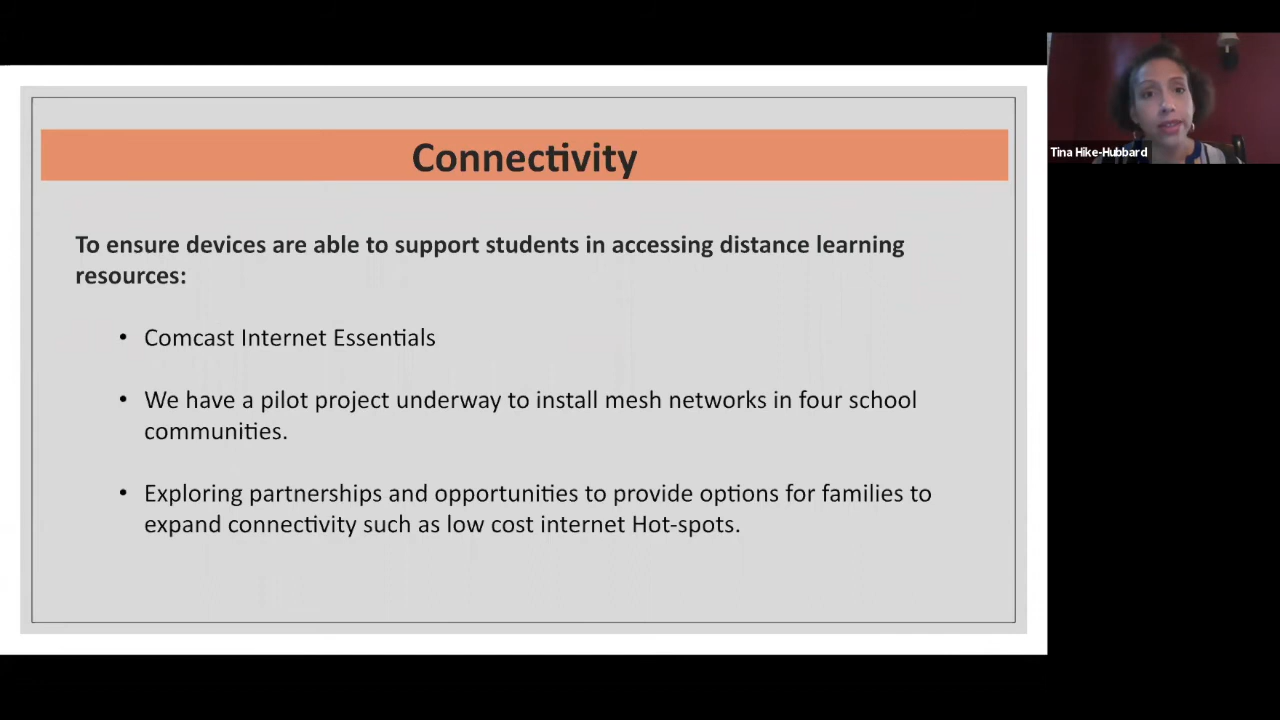 Connectivity
To ensure devices are able to support students in accessing distance learning
resources:
• Comcast Internet Essentials
• We have a pilot project underway to install mesh networks in four school
communities.
• Exploring partnerships and opportunities to provide options for families to
expand connectivity such as low cost internet Hot-spots.
Tina Hike-Hubbard